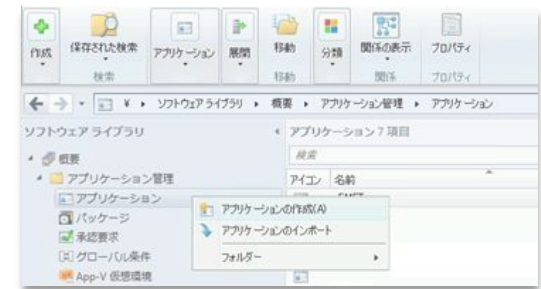 作成 保存された検索 アプリケーション 展開 移動 分類 関係の表示 プロパティ
検索 移動 関係 プロパティ
¥ ▸ ソフトウェア ライブラリ ▸ 概要 ▸ アプリケーション管理 ▸ アプリケーション
ソフトウェア ライブラリ
アプリケーション 7 項目
検索
概要
アプリケーション管理
アイコン 名前
アプリケーション
アプリケーションの作成(A)
パッケージ
アプリケーションのインポート
承認要求
グローバル条件
フォルダー
App-V 仮想環境